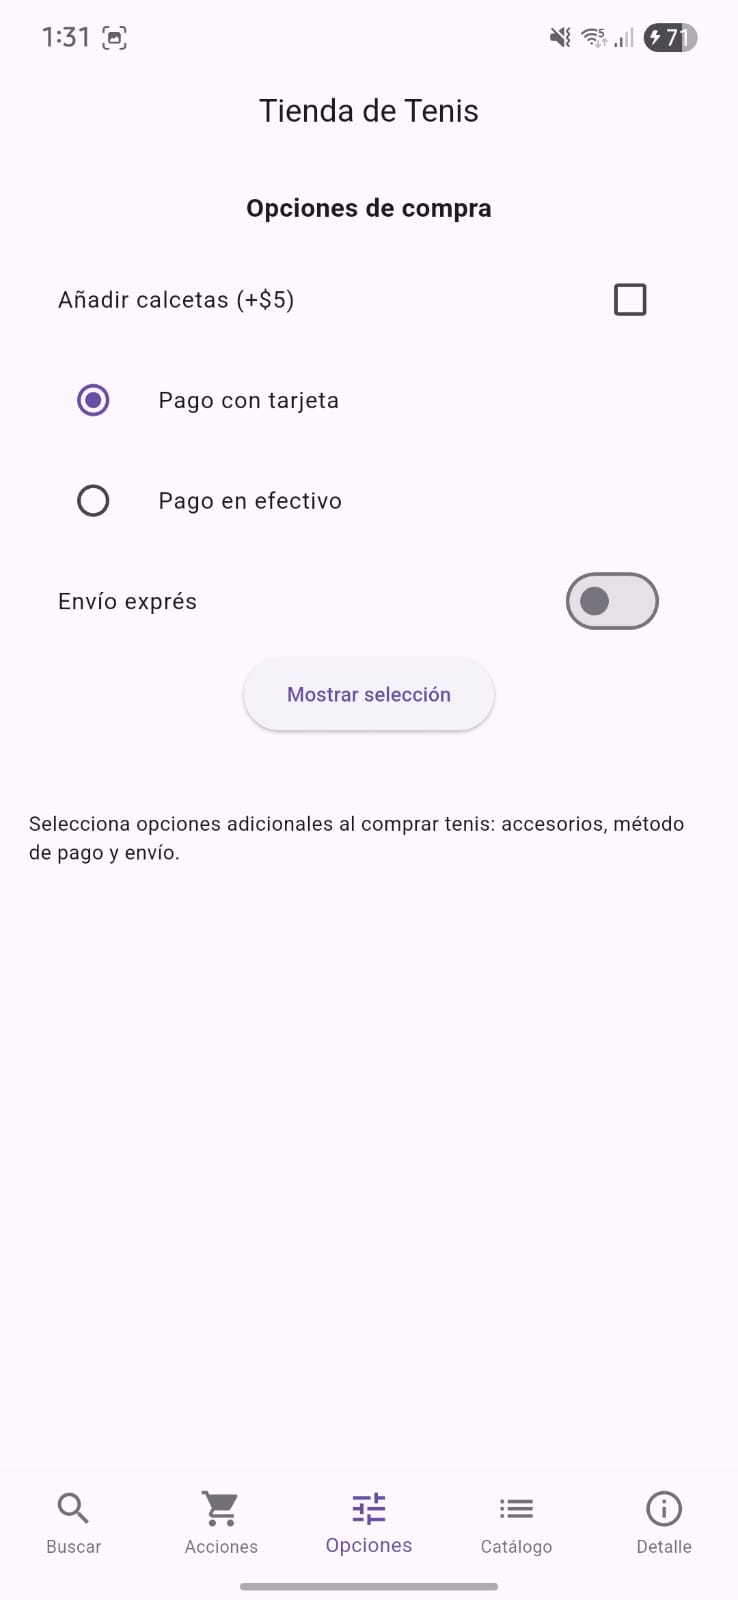 1:31
71
Tienda de Tenis
Opciones de compra
Añadir calcetas (+$5)
Pago con tarjeta
Pago en efectivo
Envío exprés
Mostrar selección
Selecciona opciones adicionales al comprar tenis: accesorios, método
de pago y envío.
Buscar
Acciones
Opciones
Catálogo
Detalle